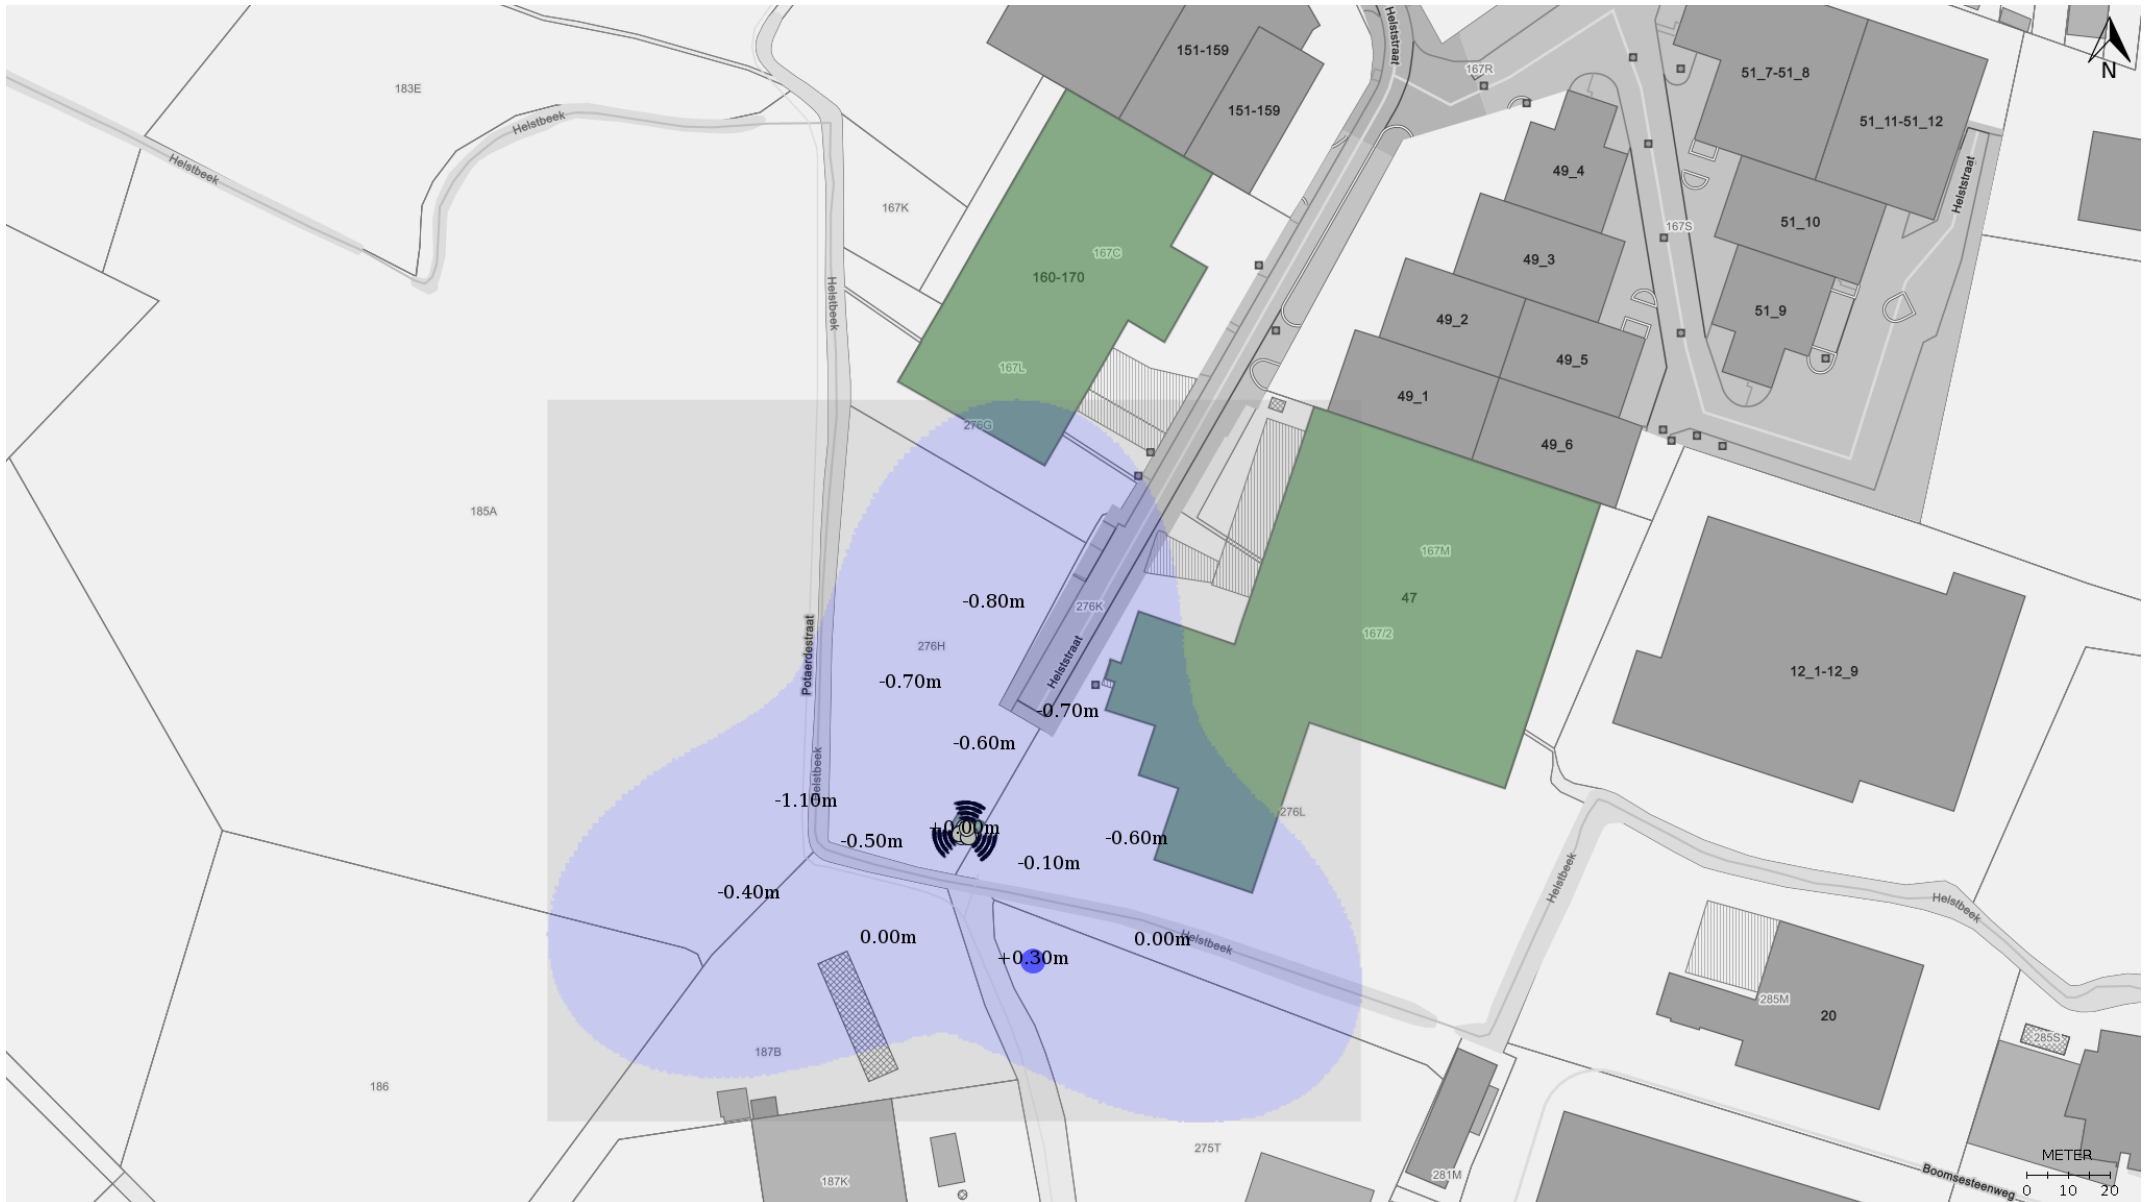 Helststraat
151-159
167R
51_7-51_8
N
183E
151-159
51_11-51_12
Helstbeek
Helstbeek
49_4
Helststraat
167K
51_10
167S
167C
49_3
160-170
Helstbeek
51_9
49_2
49_5
167L
49_1
276G
49_6
185A
167M
-0.80m
276K
47
167/2
276H
Potaerdestraat
Helststraat
12_1-12_9
-0.70m
-0.70m
-0.60m
Helstbeek
-1.10m
276L
+0.00m
-0.50m
-0.60m
-0.10m
Helstbeek
-0.40m
Helstbeek
0.00m
0.00m
Helstbeek
+0.30m
285M
20
285S
187B
186
275T
METER
Boomsesteenweg
281M
187K
0 10 20